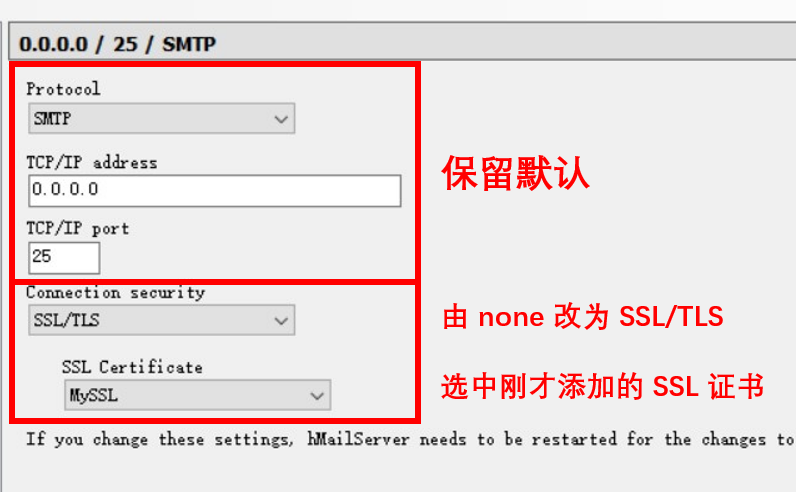 0.0.0.0 / 25 / SMTP
Protocol
SMTP
TCP/IP address
0.0.0.0
保留默认
TCP/IP port
25
Connection security
SSL/TLS
由 none 改为 SSL/TLS
SSL Certificate
MySSL
选中刚才添加的 SSL 证书
If you change these settings, hMailServer needs to be restarted for the changes to